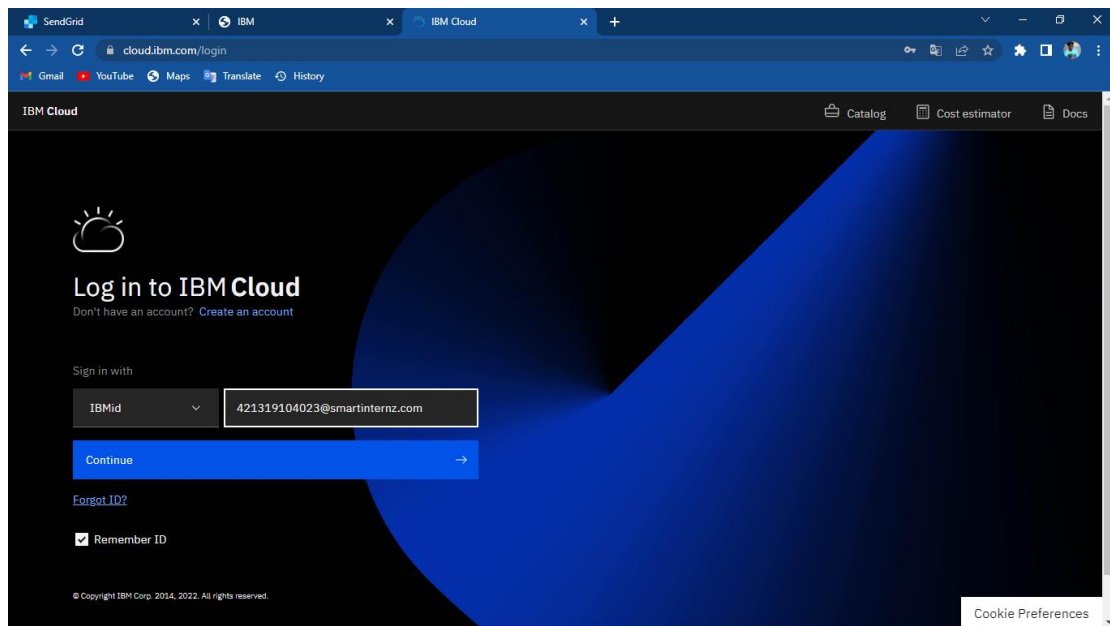 SendGrid IBM IBM Cloud
cloud.ibm.com/login
Gmail YouTube Maps Translate History
IBM Cloud Catalog Cost estimator Docs
Log in to IBM Cloud
Don't have an account? Create an account
Sign in with
IBMid 421319104023@smartinternz.com
Continue
Forgot ID?
Remember ID
© Copyright IBM Corp. 2014, 2022. All rights reserved.
Cookie Preferences